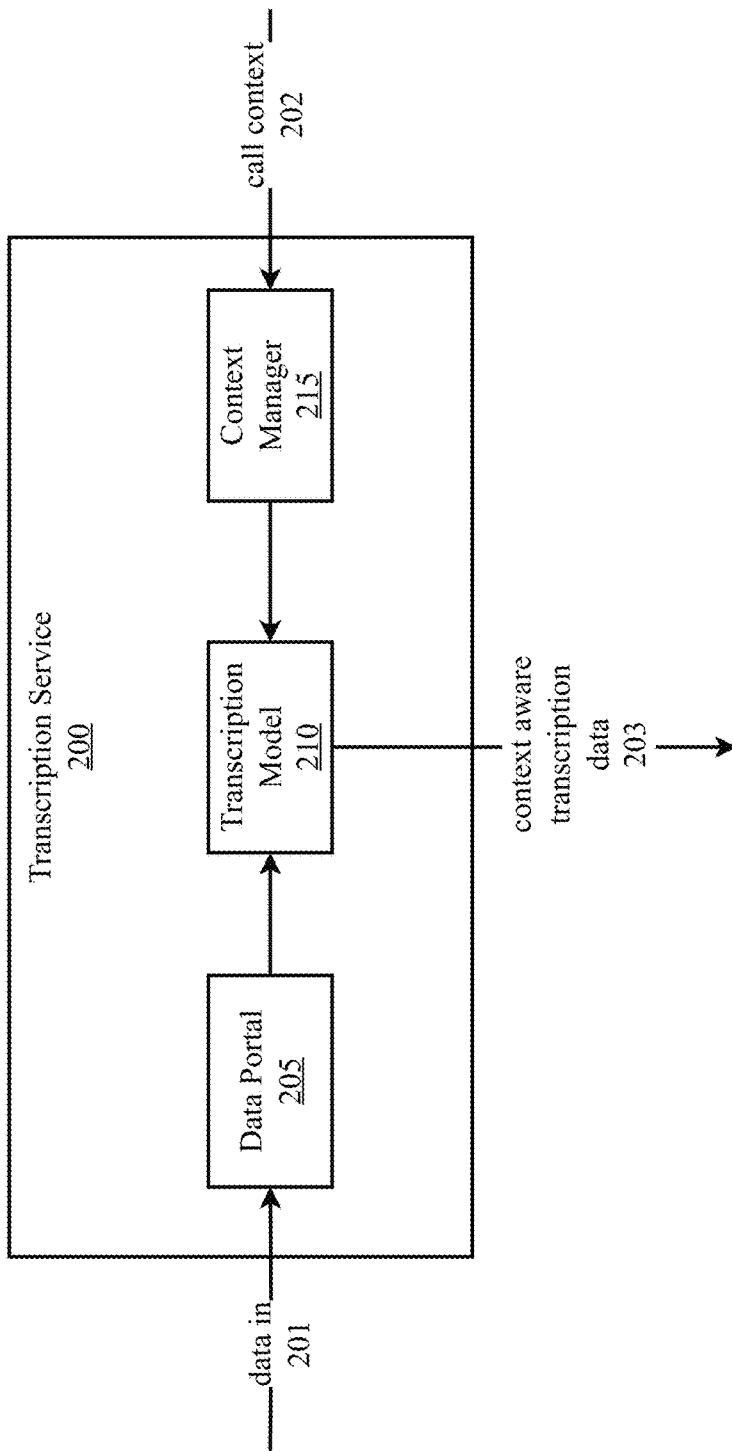 Transcription Service
200
data in
201
Data Portal
205
Transcription
Model
210
Context
Manager
215
call context
202
context aware
transcription
data
203